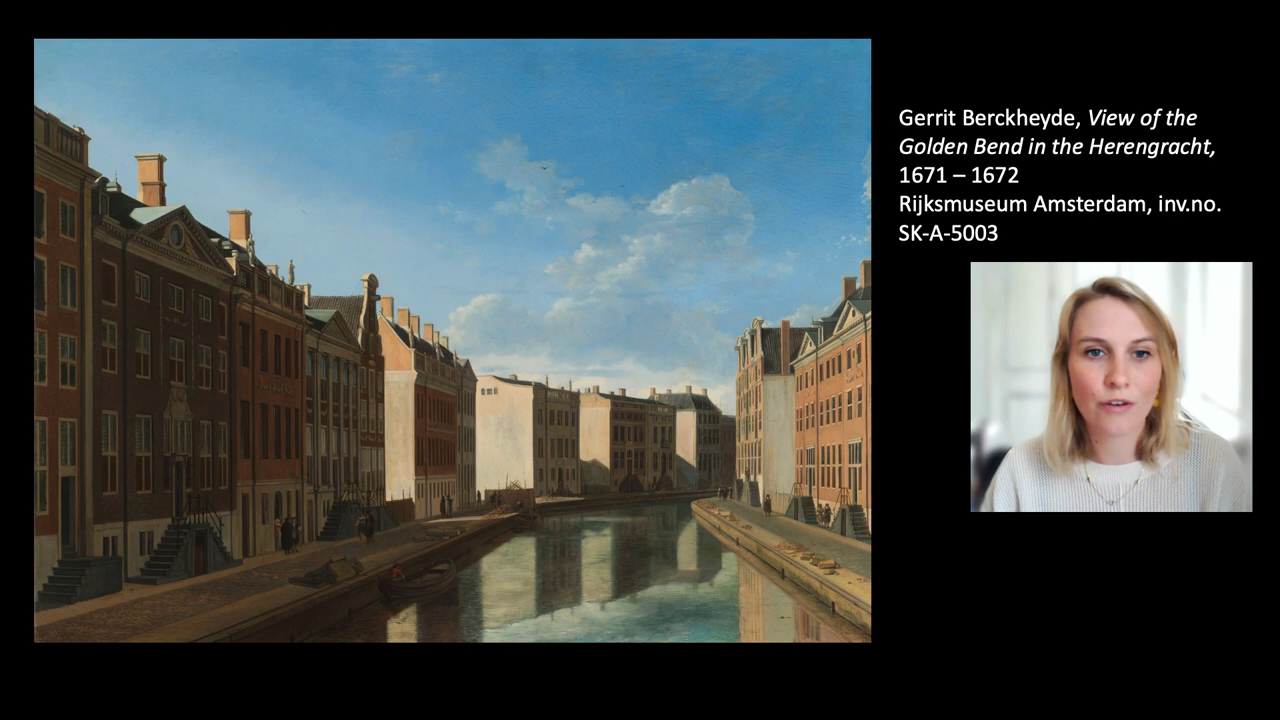 Gerrit Berckheyde, View of the
Golden Bend in the Herengracht,
1671 – 1672
Rijksmuseum Amsterdam, inv.no.
SK-A-5003